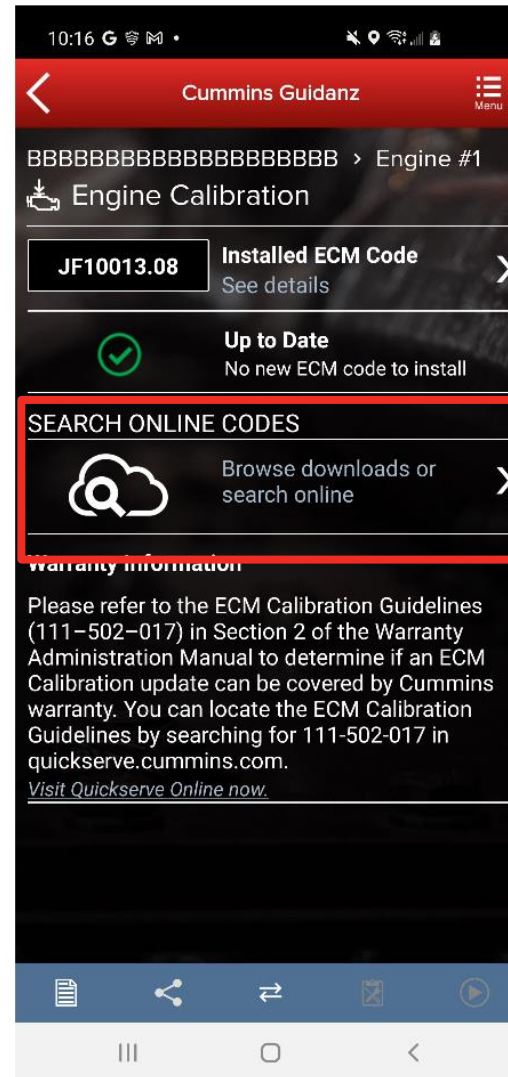 10:16 G M •
Cummins Guidanz
Menu
BBBBBBBBBBBBBBBBBBBBB > Engine #1
Engine Calibration
JF10013.08
Installed ECM Code
See details
Up to Date
No new ECM code to install
SEARCH ONLINE CODES
Browse downloads or
search online
Warranty Information
Please refer to the ECM Calibration Guidelines
(111–502–017) in Section 2 of the Warranty
Administration Manual to determine if an ECM
Calibration update can be covered by Cummins
warranty. You can locate the ECM Calibration
Guidelines by searching for 111-502-017 in
quickserve.cummins.com.
Visit Quickserve Online now.